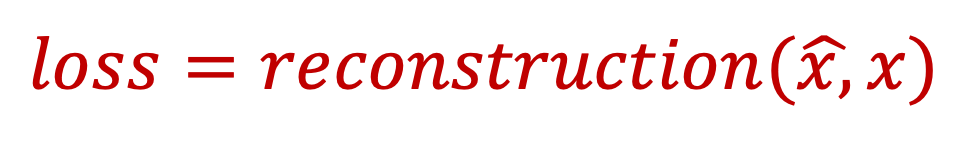 loss = reconstruction(x̂, x)